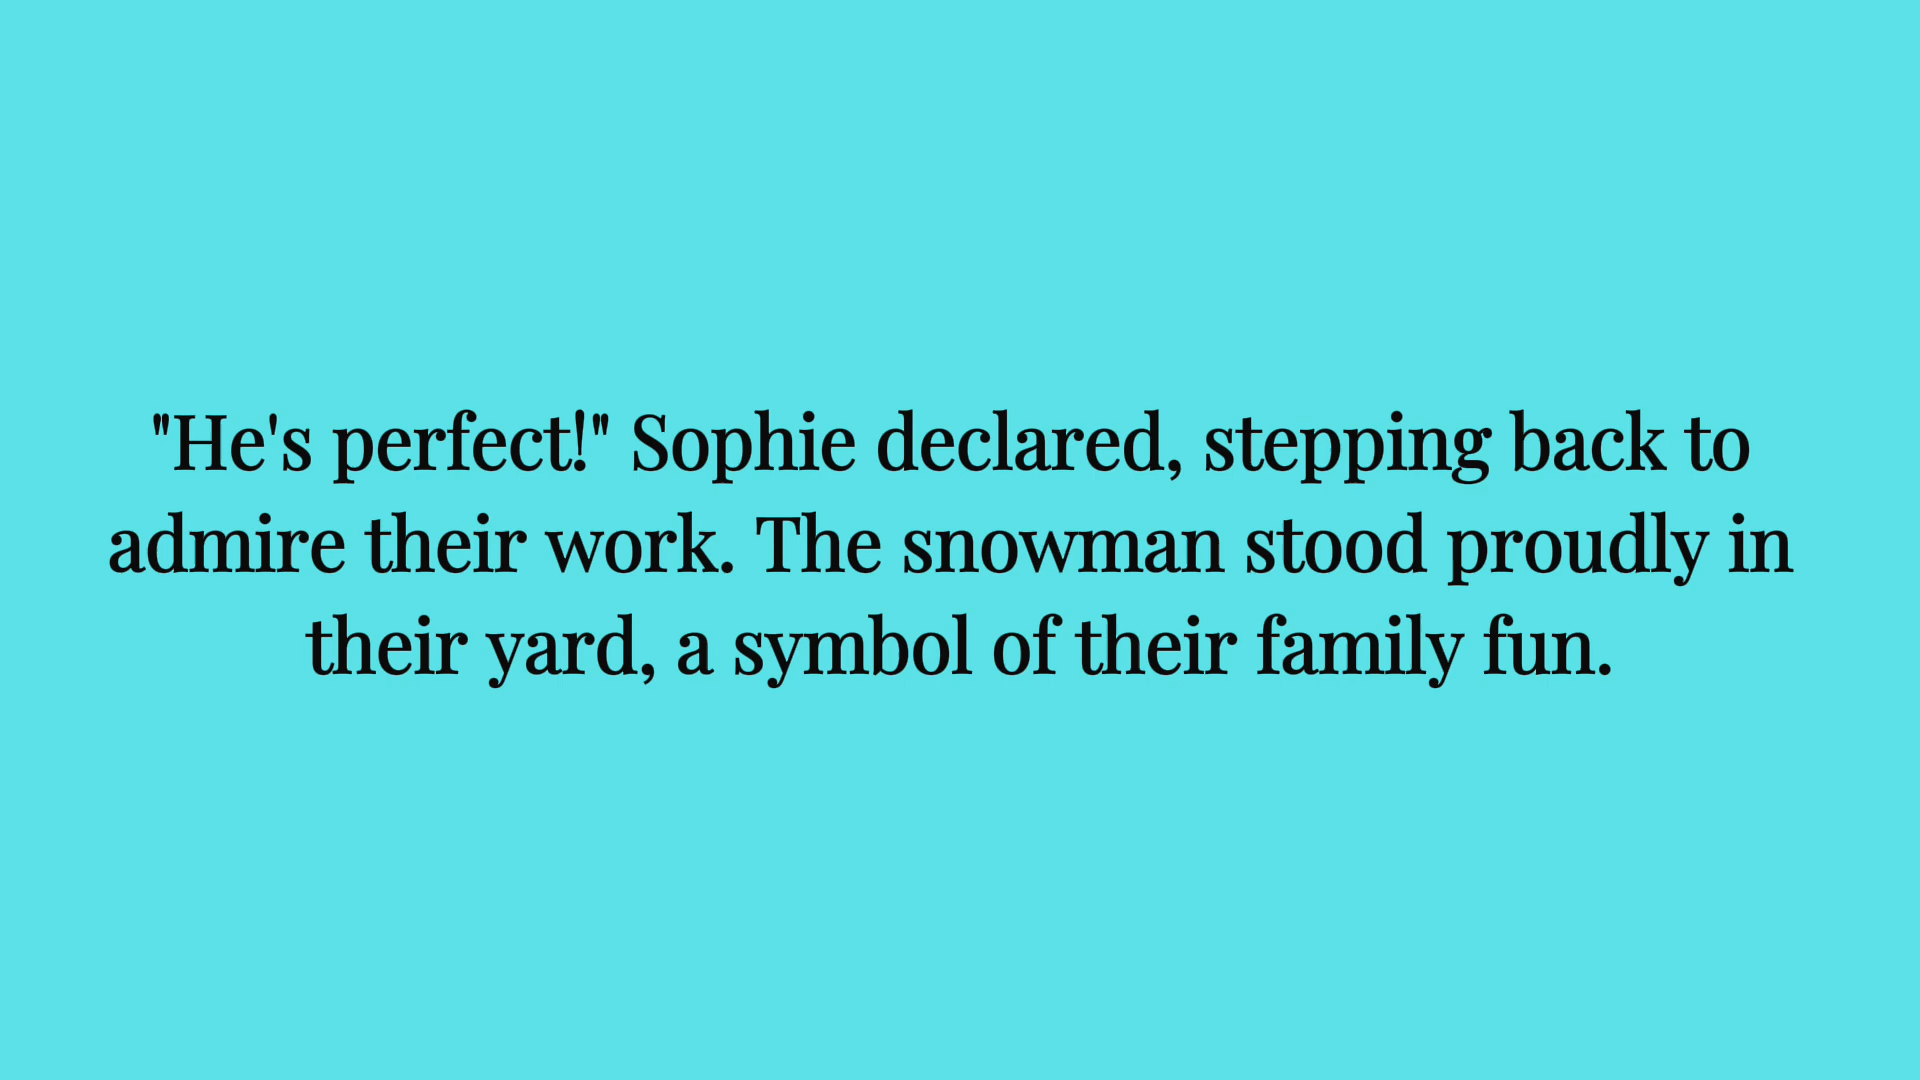 "He's perfect!" Sophie declared, stepping back to
admire their work. The snowman stood proudly in
their yard, a symbol of their family fun.